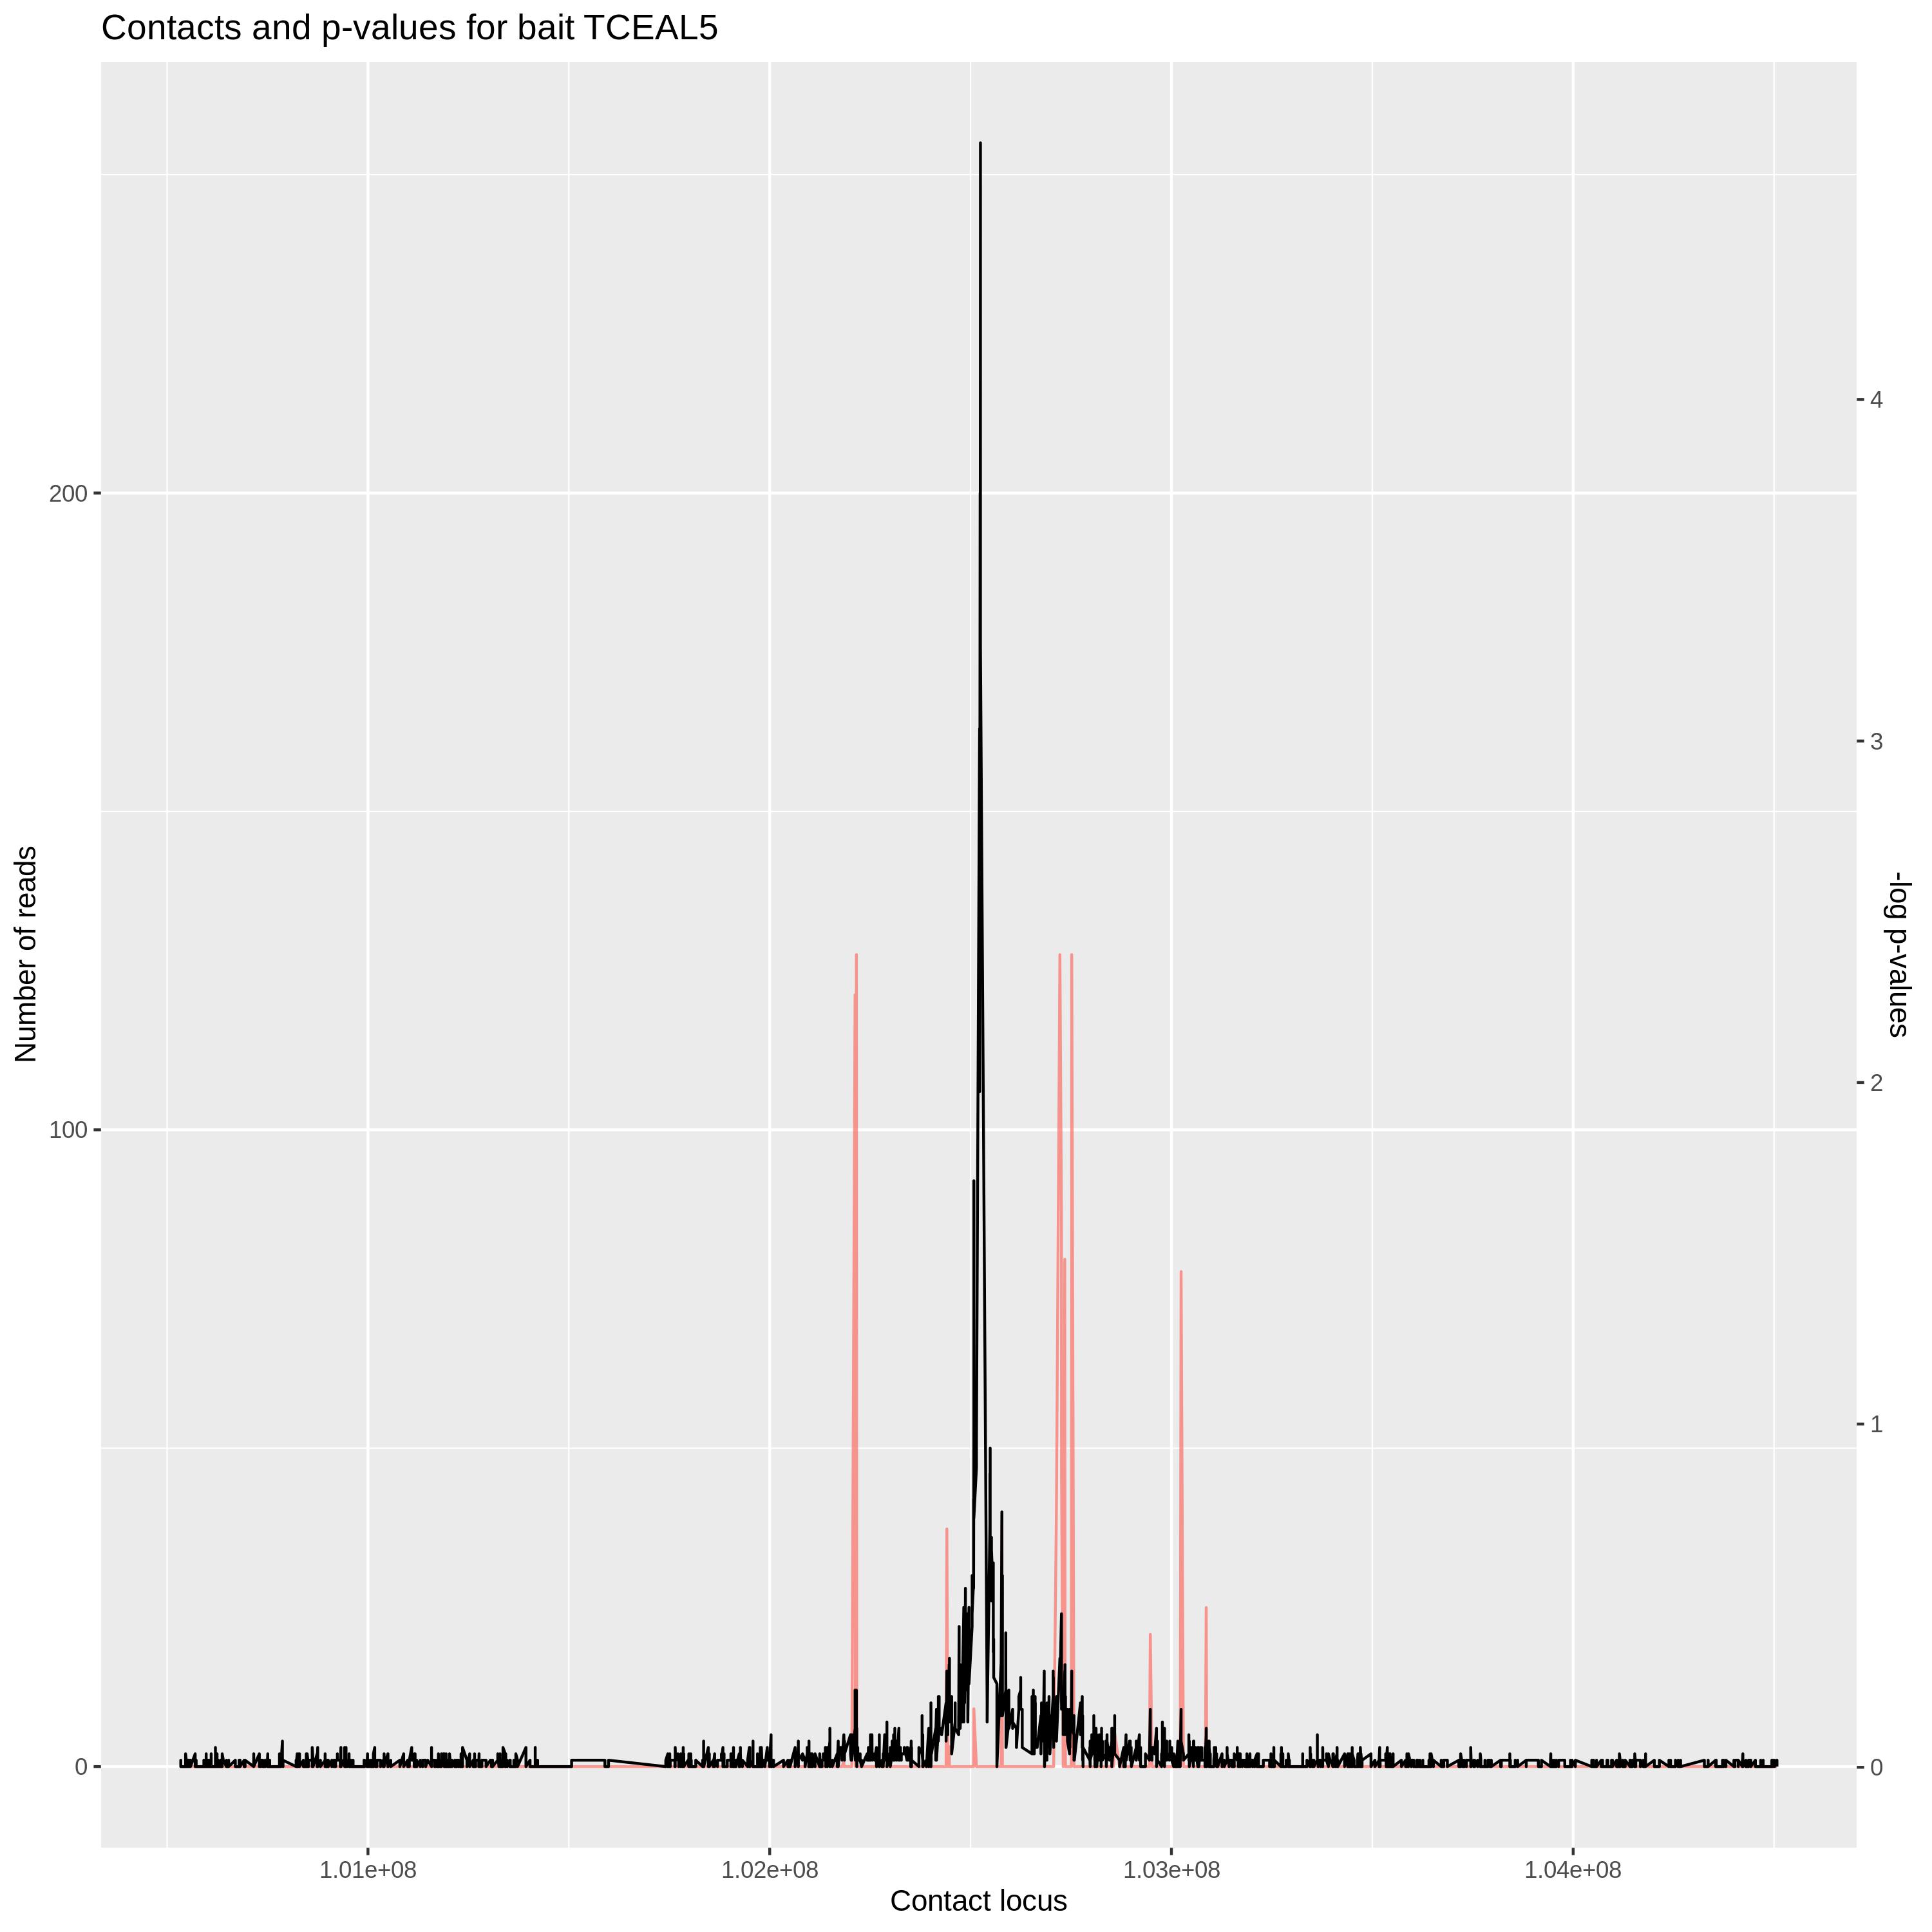 Contacts and p-values for bait TCEAL5
Number of reads
200
100
0
4
3
2
1
0
-log p-values
1.01e+08
1.02e+08
1.03e+08
1.04e+08
Contact locus